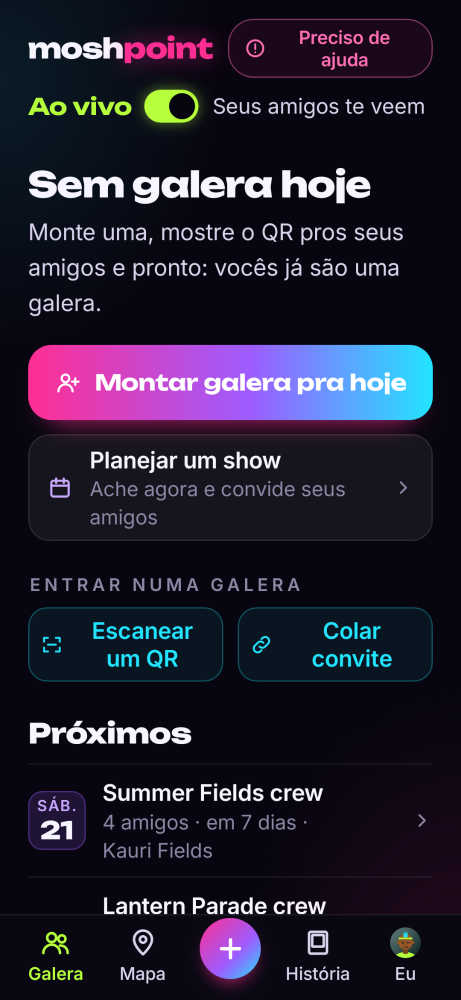 moshpoint
Preciso de
ajuda
Ao vivo
Seus amigos te veem
Sem galera hoje
Monte uma, mostre o QR pros seus
amigos e pronto: vocês já são uma
galera.
Montar galera pra hoje
Planejar um show
Ache agora e convide seus
amigos
ENTRAR NUMA GALERA
Escanear
um QR
Colar
convite
Próximos
SÁB.
21
Summer Fields crew
4 amigos · em 7 dias ·
Kauri Fields
Lantern Parade crew
Galera
Mapa
História
Eu